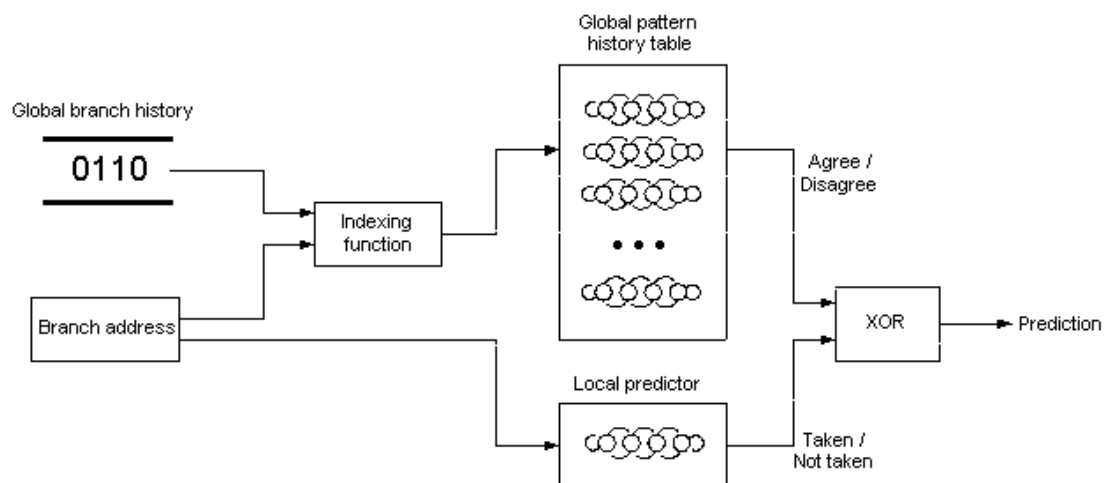 Global pattern
history table
Global branch history
0110
Agree /
Disagree
Indexing
function
Branch address
XOR
Prediction
Local predictor
Taken /
Not taken